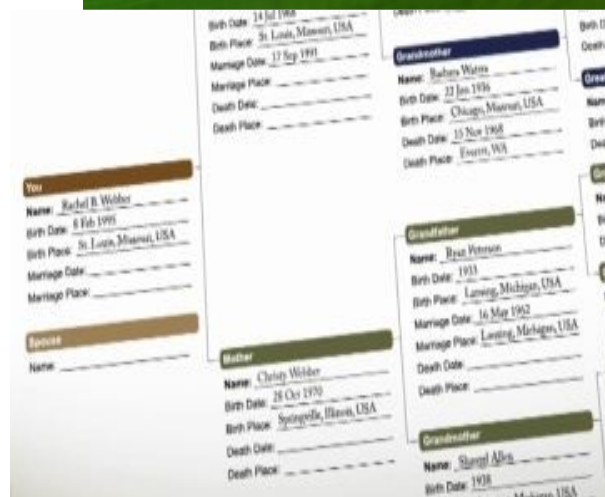 Birth Date: 14 Jul 1968
Birth Place: St. Louis, Missouri, USA
Marriage Date: 17 Sep 1991
Marriage Place:
Death Date:
Death Place:
Death Place:
Grandmother
Name: Barbara Waters
Birth Date: 22 Jan 1936
Birth Place: Chicago, Missouri, USA
Death Date: 15 Nov 1968
Death Place: Everett, WA
You
Name: Rachel B. Webber
Birth Date: 8 Feb 1995
Birth Place: St. Louis, Missouri, USA
Marriage Date:
Marriage Place:
Spouse
Name:
Mother
Name: Christy Webber
Birth Date: 28 Oct 1970
Birth Place: Springville, Illinois, USA
Death Date:
Death Place:
Grandfather
Name: Ryan Peterson
Birth Date: 1933
Birth Place: Lansing, Michigan, USA
Marriage Date: 16 May 1962
Marriage Place: Lansing, Michigan, USA
Death Date:
Death Place:
Grandmother
Name: Allen
Birth Date: 1938
Michigan, USA